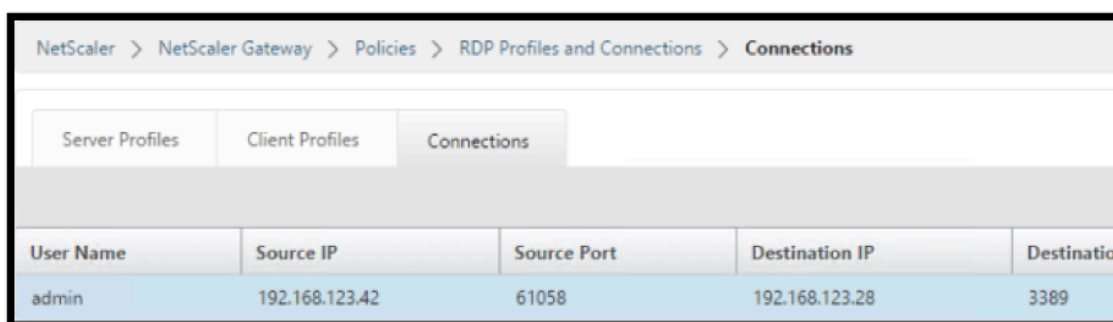 NetScaler > NetScaler Gateway > Policies > RDP Profiles and Connections > Connections
Server Profiles Client Profiles Connections
User Name Source IP Source Port Destination IP Destinatio
admin 192.168.123.42 61058 192.168.123.28 3389